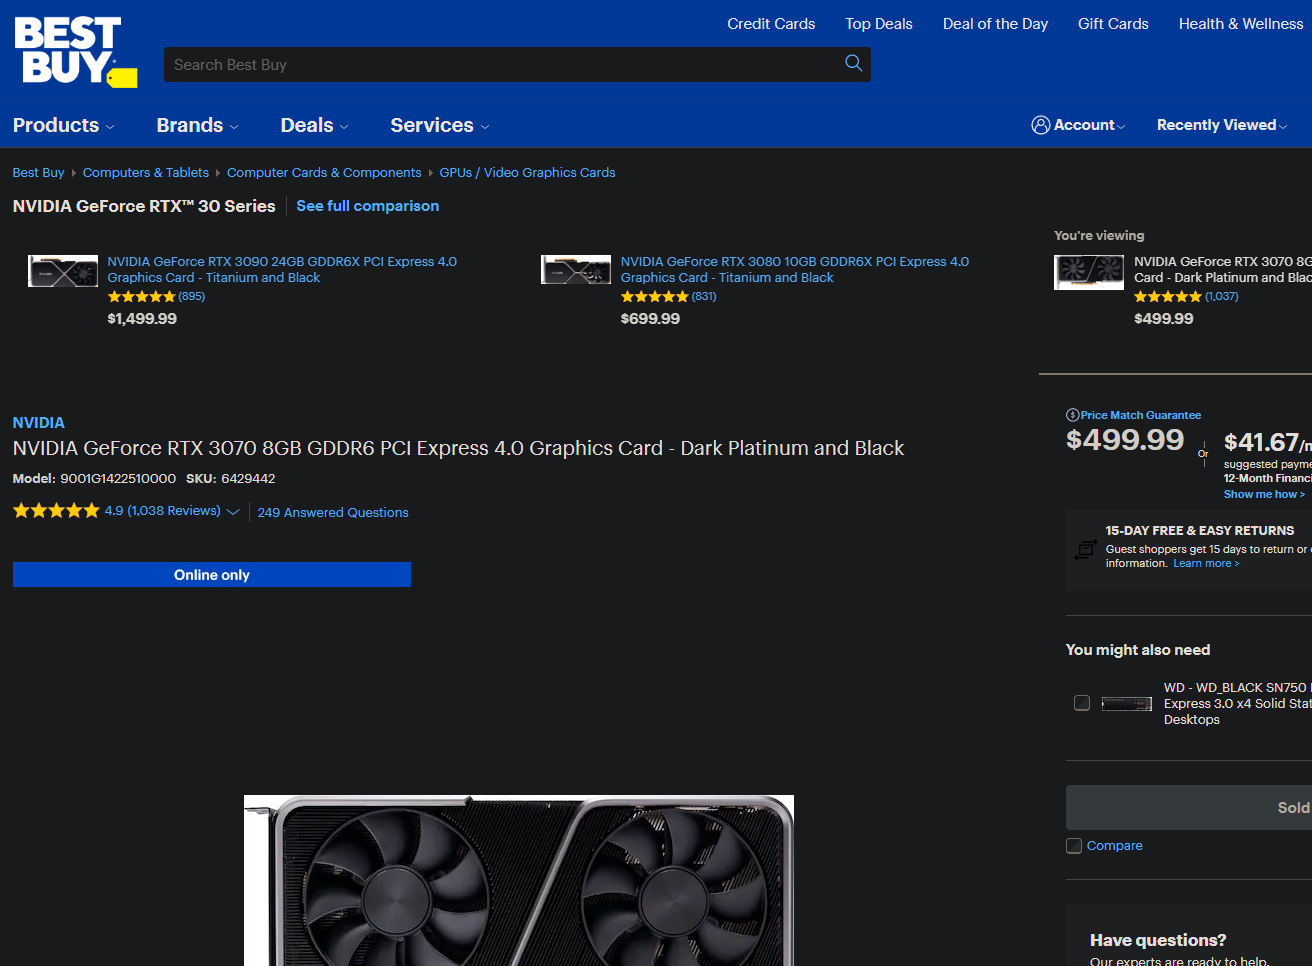 BEST BUY
Credit Cards Top Deals Deal of the Day Gift Cards Health & Wellness
Search Best Buy
Products Brands Deals Services Account Recently Viewed
Best Buy Computers & Tablets Computer Cards & Components GPUs / Video Graphics Cards
NVIDIA GeForce RTX™ 30 Series See full comparison
NVIDIA GeForce RTX 3090 24GB GDDR6X PCI Express 4.0
Graphics Card - Titanium and Black
(895)
$1,499.99
NVIDIA GeForce RTX 3080 10GB GDDR6X PCI Express 4.0
Graphics Card - Titanium and Black
(831)
$699.99
You're viewing
NVIDIA GeForce RTX 3070 8G
Card - Dark Platinum and Blac
(1,037)
$499.99
NVIDIA
NVIDIA GeForce RTX 3070 8GB GDDR6 PCI Express 4.0 Graphics Card - Dark Platinum and Black
Model: 9001G1422510000 SKU: 6429442
4.9 (1,038 Reviews) 249 Answered Questions
Online only
Price Match Guarantee
$499.99
Or
$41.67/m
suggested payme
12-Month Financi
Show me how >
15-DAY FREE & EASY RETURNS
Guest shoppers get 15 days to return or
information. Learn more >
You might also need
WD - WD_BLACK SN750
Express 3.0 x4 Solid Stat
Desktops
Sold
Compare
Have questions?
Our experts are ready to help.